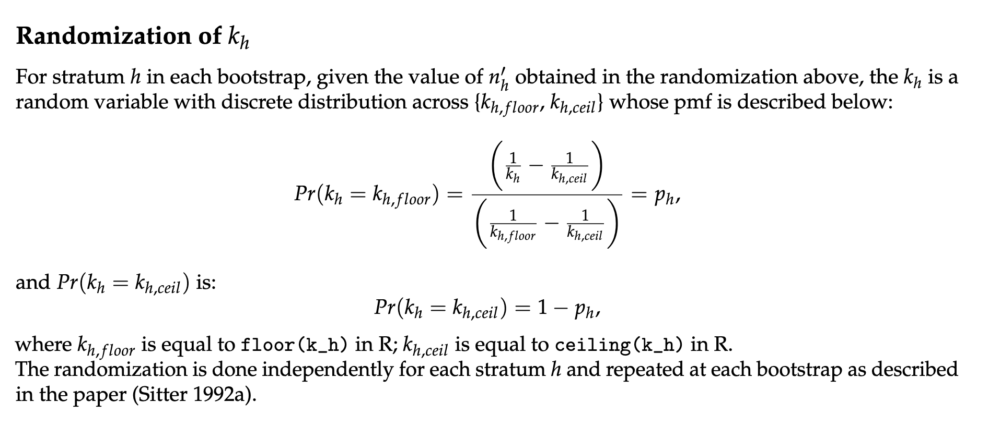 Randomization of $k_h$
For stratum $h$ in each bootstrap, given the value of $n'_h$ obtained in the randomization above, the $k_h$ is a
random variable with discrete distribution across {$k_{h,floor}$, $k_{h,ceil}$} whose pmf is described below:
$Pr(k_h = k_{h,floor}) = \frac{\left(\frac{1}{k_h} - \frac{1}{k_{h,ceil}}\right)}{\left(\frac{1}{k_{h,floor}} - \frac{1}{k_{h,ceil}}\right)} = p_h,$
and $Pr(k_h = k_{h,ceil})$ is:
$Pr(k_h = k_{h,ceil}) = 1 - p_h,$
where $k_{h,floor}$ is equal to floor(k_h) in R; $k_{h,ceil}$ is equal to ceiling(k_h) in R.
The randomization is done independently for each stratum $h$ and repeated at each bootstrap as described
in the paper (Sitter 1992a).